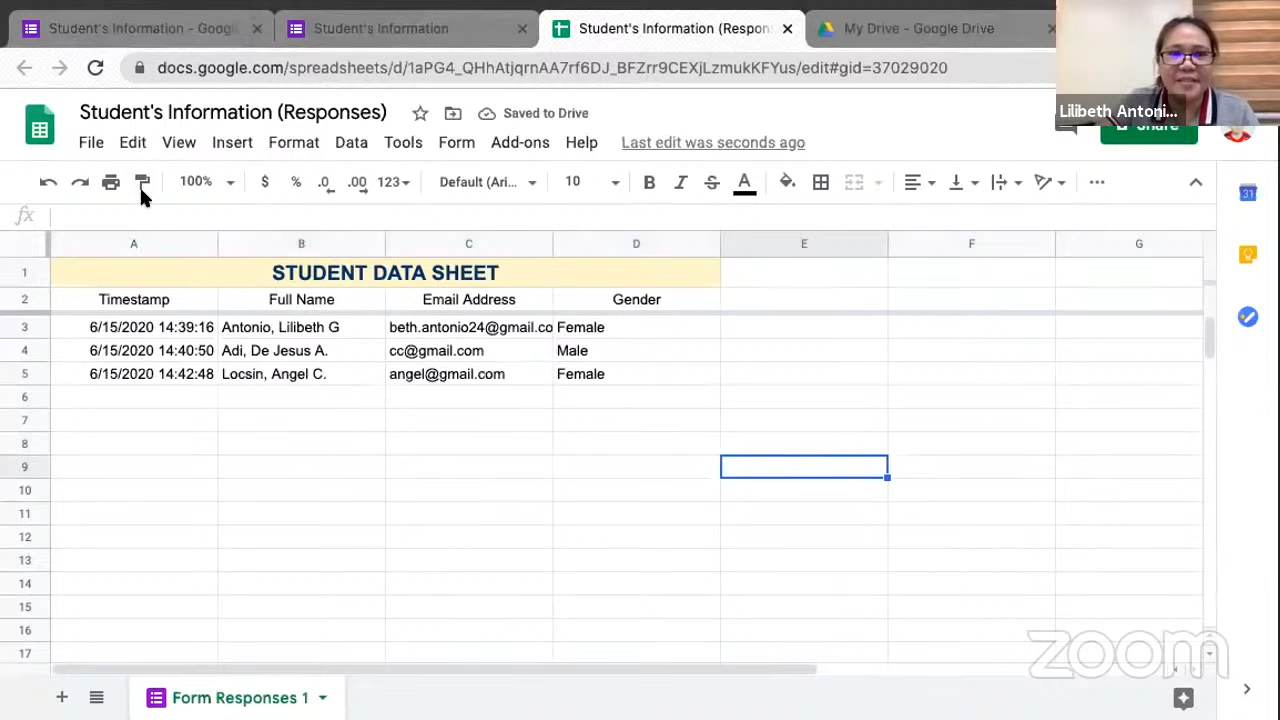 Student's Information - Googl
Student's Information
Student's Information (Respon
My Drive - Google Drive
docs.google.com/spreadsheets/d/1aPG4_QHhAtjqrnAA7rf6DJ_BFZrr9CEXjLzmukKFYus/edit#gid=37029020
Lilibeth Antoni...
Student's Information (Responses)
Saved to Drive
Share
File Edit View Insert Format Data Tools Form Add-ons Help Last edit was seconds ago
100% $ % .0 .00 123 Default (Ari... 10 B I S A
31
fx
A B C D E F G
1 STUDENT DATA SHEET
2 Timestamp Full Name Email Address Gender
3 6/15/2020 14:39:16 Antonio, Lilibeth G beth.antonio24@gmail.co Female
4 6/15/2020 14:40:50 Adi, De Jesus A. cc@gmail.com Male
5 6/15/2020 14:42:48 Locsin, Angel C. angel@gmail.com Female
6
7
8
9
10
11
12
13
14
15
16
17
zoom
Form Responses 1